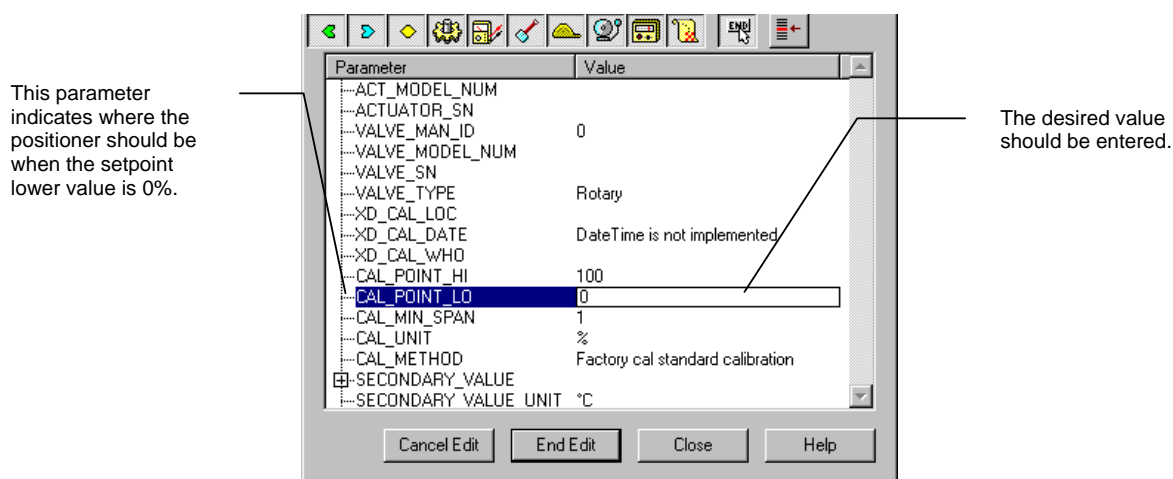 END
Parameter Value
ACT_MODEL_NUM
ACTUATOR_SN
VALVE_MAN_ID 0
VALVE_MODEL_NUM
VALVE_SN
VALVE_TYPE Rotary
XD_CAL_LOC
XD_CAL_DATE DateTime is not implemented
XD_CAL_WHO
CAL_POINT_HI 100
CAL_POINT_LO 0
CAL_MIN_SPAN 1
CAL_UNIT %
CAL_METHOD Factory cal standard calibration
SECONDARY_VALUE
SECONDARY_VALUE_UNIT °C
Cancel Edit End Edit Close Help
This parameter
indicates where the
positioner should be
when the setpoint
lower value is 0%.
The desired value
should be entered.